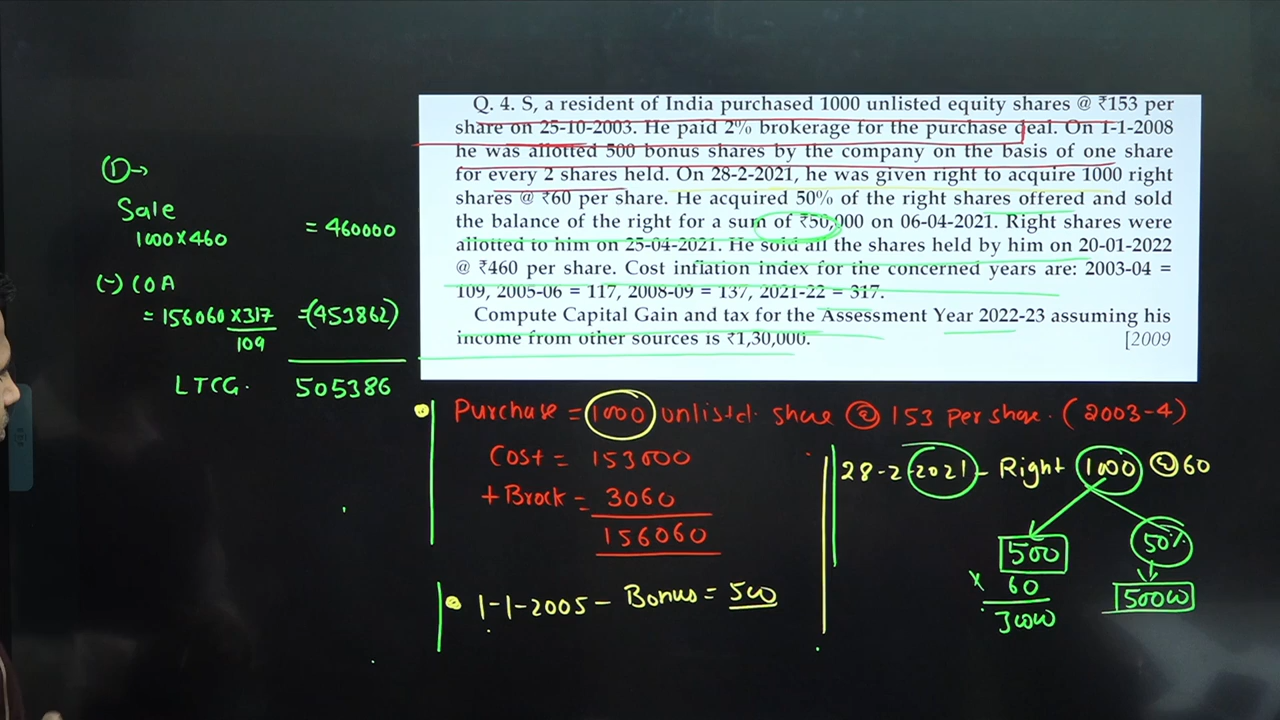 Q. 4. S, a resident of India purchased 1000 unlisted equity shares @ ₹153 per
share on 25-10-2003. He paid 2% brokerage for the purchase deal. On 1-1-2008
he was allotted 500 bonus shares by the company on the basis of one share
for every 2 shares held. On 28-2-2021, he was given right to acquire 1000 right
shares @ ₹60 per share. He acquired 50% of the right shares offered and sold
the balance of the right for a sum of ₹50,000 on 06-04-2021. Right shares were
allotted to him on 25-04-2021. He sold all the shares held by him on 20-01-2022
@ ₹460 per share. Cost inflation index for the concerned years are: 2003-04 =
109, 2005-06 = 117, 2008-09 = 137, 2021-22 = 317.
Compute Capital Gain and tax for the Assessment Year 2022-23 assuming his
income from other sources is ₹1,30,000. [2009
① →
Sale
1000 × 460 = 460000
(-) COA
= 156060 × 317 = (453862)
109
LTCG. 505386
Purchase = 1000 unlistd. share @ 153 per share. (2003-4)
Cost = 153000
+ Brock = 3060
156060
1-1-2005 - Bonus = 500
28-2-2021 - Right 1000 @ 60
500 50%
× 60 50000
30000